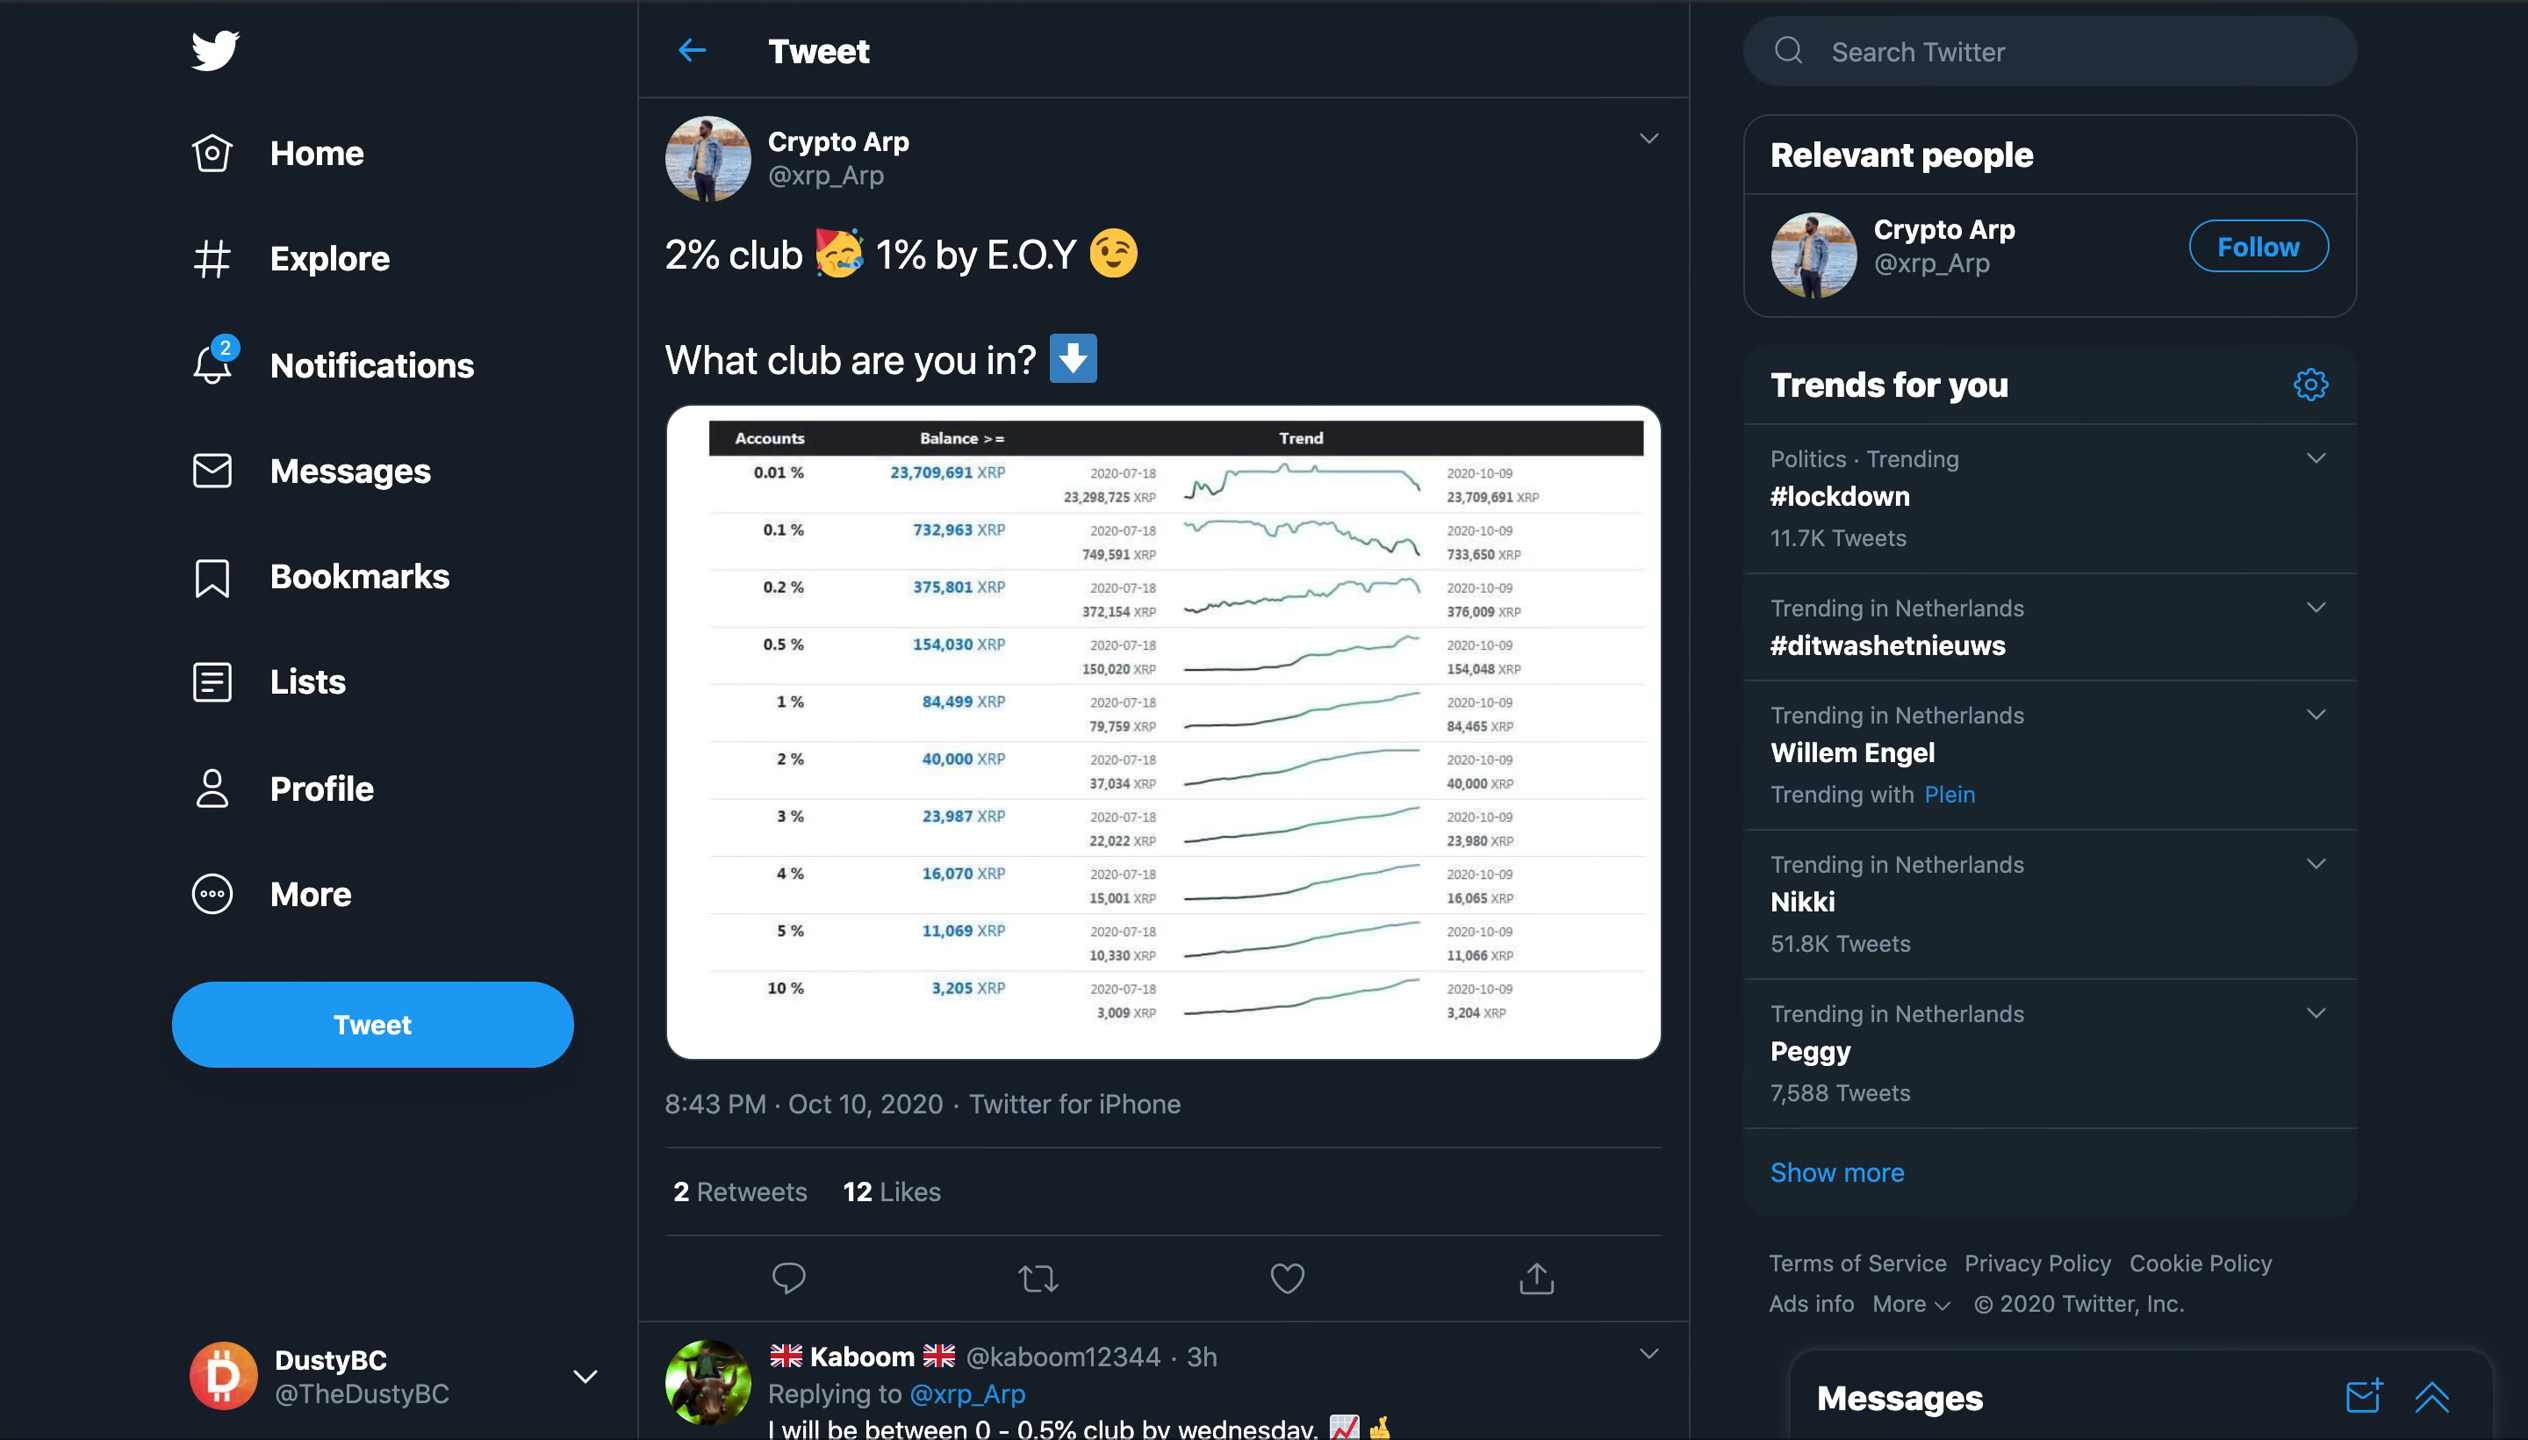 Home
Explore
2
Notifications
Messages
Bookmarks
Lists
Profile
More
Tweet
DustyBC
@TheDustyBC
Tweet
Crypto Arp
@xrp_Arp
2% club 🥳 1% by E.O.Y 😉
What club are you in? ⬇️
Accounts Balance >= Trend
0.01 % 23,709,691 XRP 2020-07-18 2020-10-09
23,298,725 XRP 23,709,691 XRP
0.1 % 732,963 XRP 2020-07-18 2020-10-09
749,591 XRP 733,650 XRP
0.2 % 375,801 XRP 2020-07-18 2020-10-09
372,154 XRP 376,009 XRP
0.5 % 154,030 XRP 2020-07-18 2020-10-09
150,020 XRP 154,048 XRP
1 % 84,499 XRP 2020-07-18 2020-10-09
79,759 XRP 84,465 XRP
2 % 40,000 XRP 2020-07-18 2020-10-09
37,034 XRP 40,000 XRP
3 % 23,987 XRP 2020-07-18 2020-10-09
22,022 XRP 23,980 XRP
4 % 16,070 XRP 2020-07-18 2020-10-09
15,001 XRP 16,065 XRP
5 % 11,069 XRP 2020-07-18 2020-10-09
10,330 XRP 11,066 XRP
10 % 3,205 XRP 2020-07-18 2020-10-09
3,009 XRP 3,204 XRP
8:43 PM · Oct 10, 2020 · Twitter for iPhone
2 Retweets 12 Likes
🇬🇧 Kaboom 🇬🇧 @kaboom12344 · 3h
Replying to @xrp_Arp
I will be between 0 - 0.5% club by wednesday. 📈 🤞
Search Twitter
Relevant people
Crypto Arp
@xrp_Arp
Follow
Trends for you
Politics · Trending
#lockdown
11.7K Tweets
Trending in Netherlands
#ditwashetnieuws
Trending in Netherlands
Willem Engel
Trending with Plein
Trending in Netherlands
Nikki
51.8K Tweets
Trending in Netherlands
Peggy
7,588 Tweets
Show more
Terms of Service Privacy Policy Cookie Policy
Ads info More © 2020 Twitter, Inc.
Messages